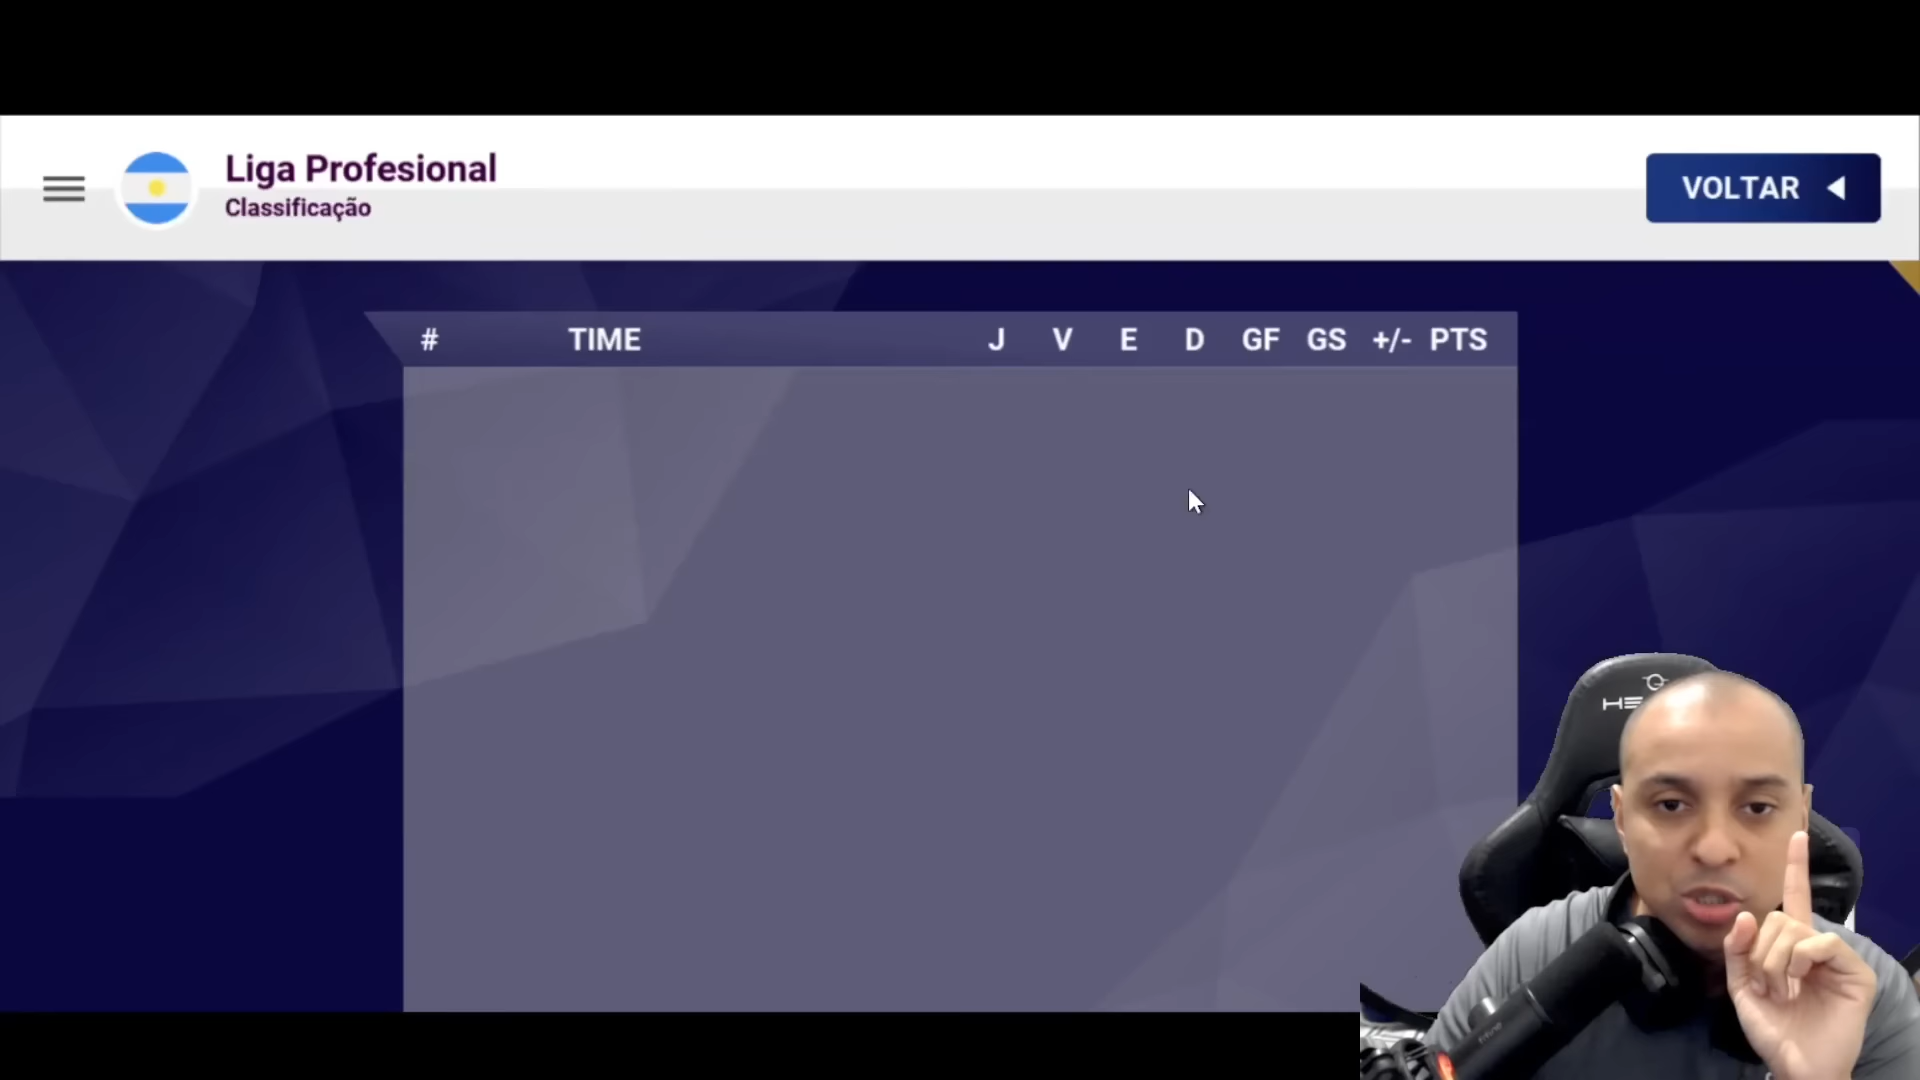 Liga Profesional
Classificação
VOLTAR
# TIME J V E D GF GS +/- PTS